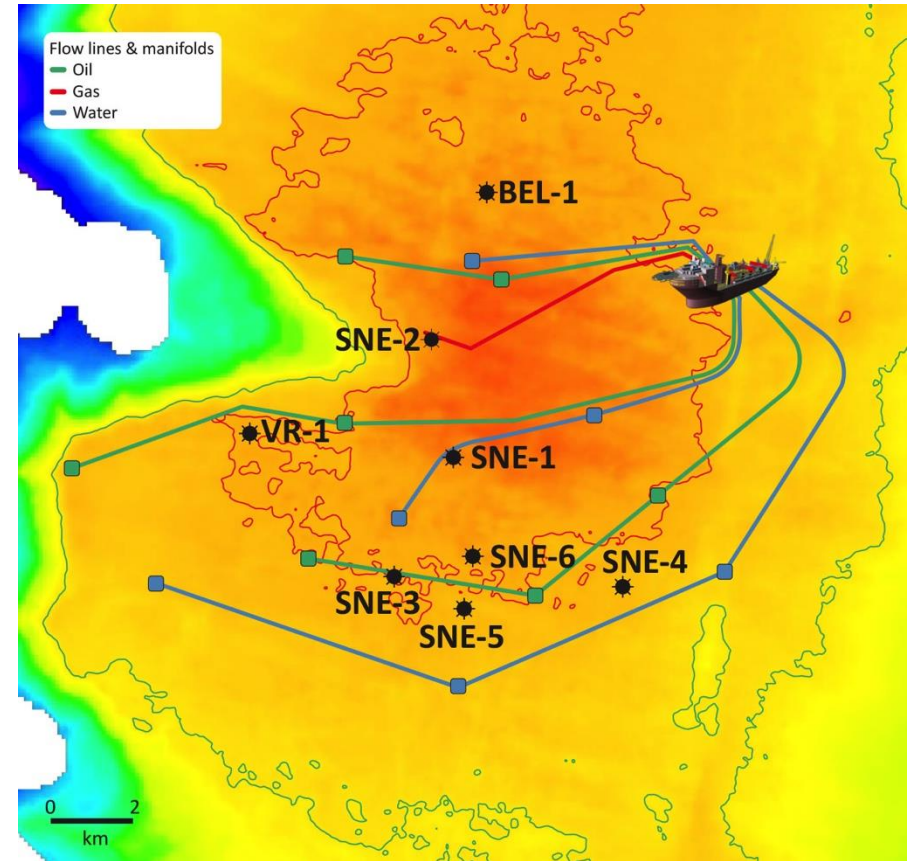 Flow lines & manifolds
Oil
Gas
Water
BEL-1
SNE-2
VR-1
SNE-1
SNE-6
SNE-4
SNE-3
SNE-5
0 2
km